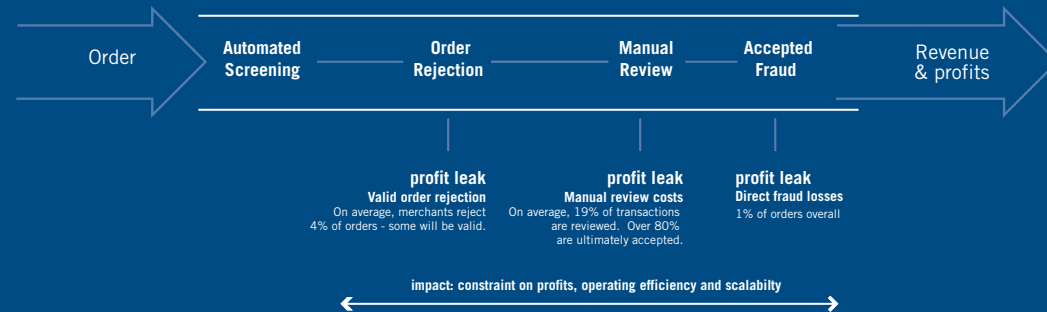 Order
Automated
Screening
Order
Rejection
Manual
Review
Accepted
Fraud
Revenue
& profits
profit leak
Valid order rejection
On average, merchants reject
4% of orders - some will be valid.
profit leak
Manual review costs
On average, 19% of transactions
are reviewed. Over 80%
are ultimately accepted.
profit leak
Direct fraud losses
1% of orders overall
impact: constraint on profits, operating efficiency and scalabilty